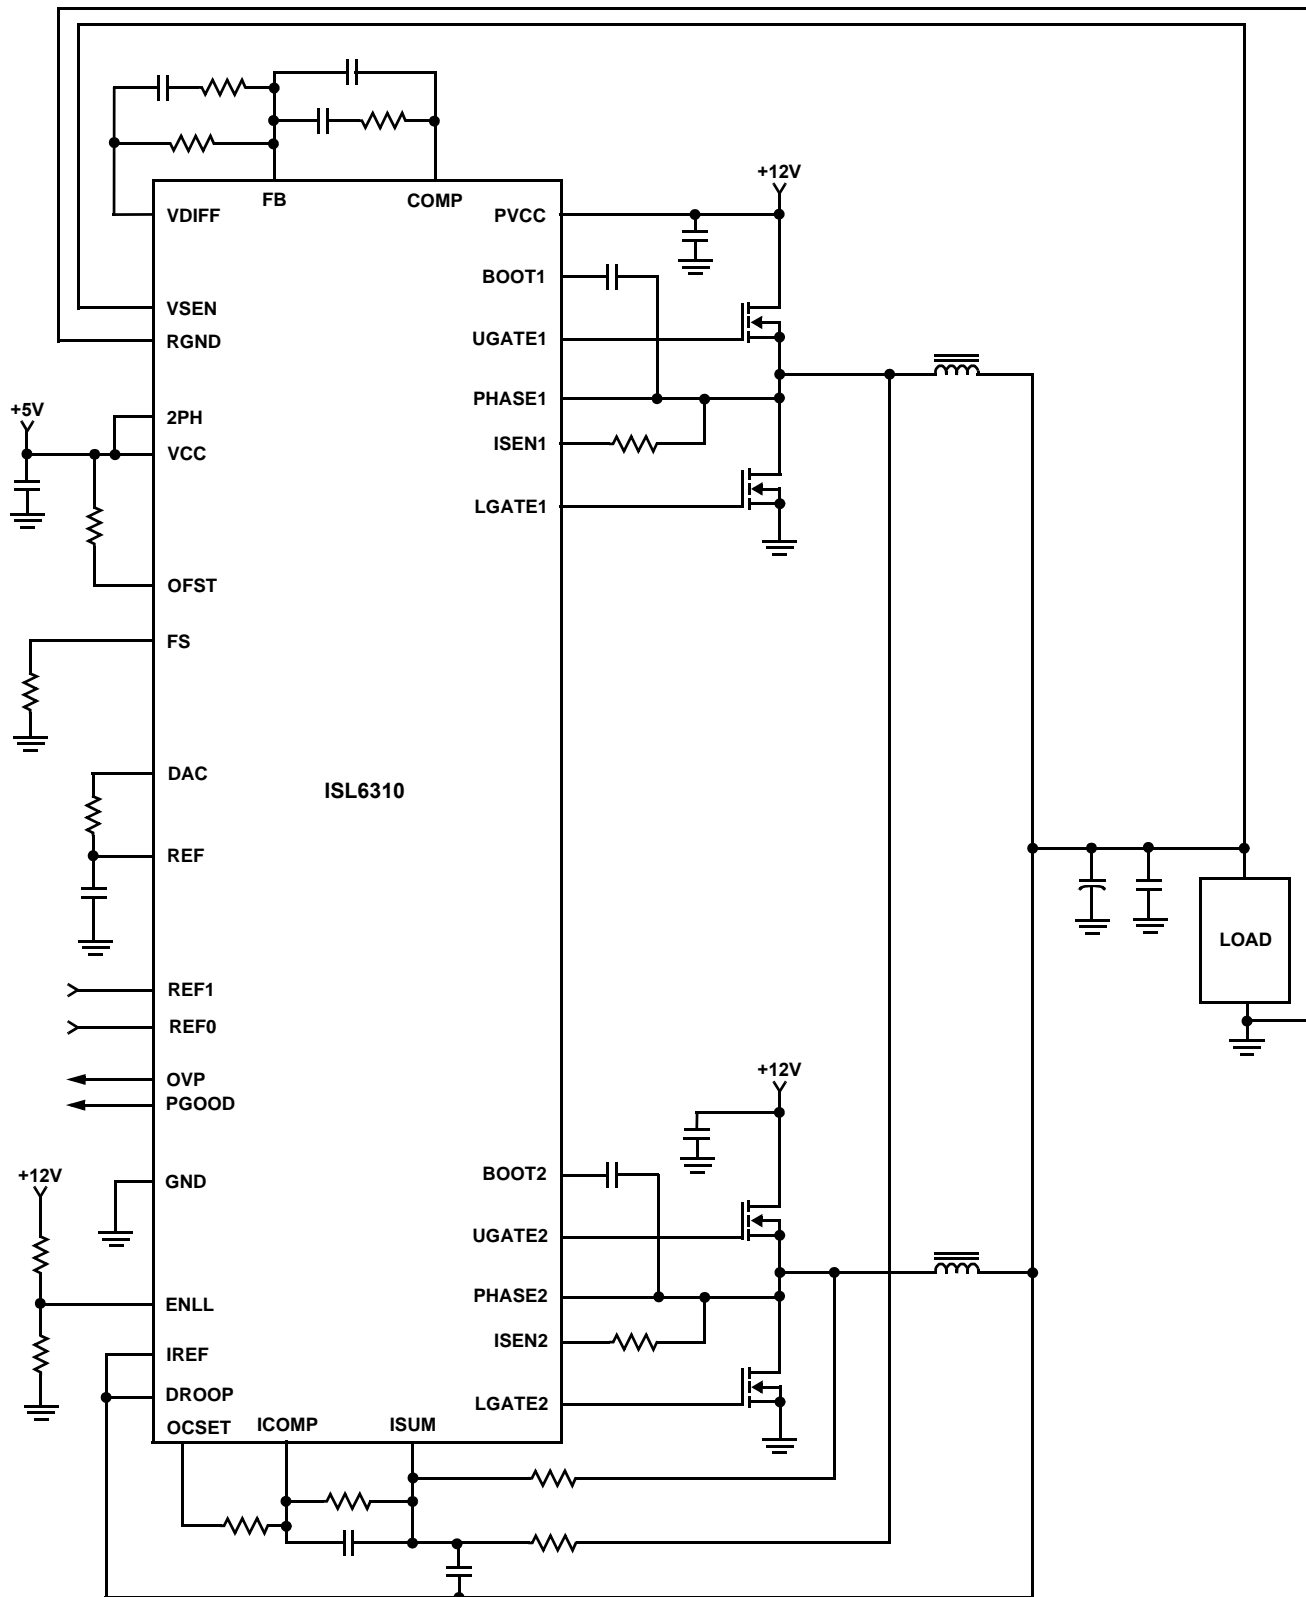 FB
COMP
+12V
VDIFF
PVCC
BOOT1
VSEN
RGND
UGATE1
PHASE1
+5V
2PH
ISEN1
VCC
LGATE1
OFST
FS
DAC
ISL6310
REF
LOAD
REF1
REF0
OVP
+12V
PGOOD
+12V
GND
BOOT2
UGATE2
PHASE2
ENLL
ISEN2
IREF
DROOP
LGATE2
OCSET
ICOMP
ISUM